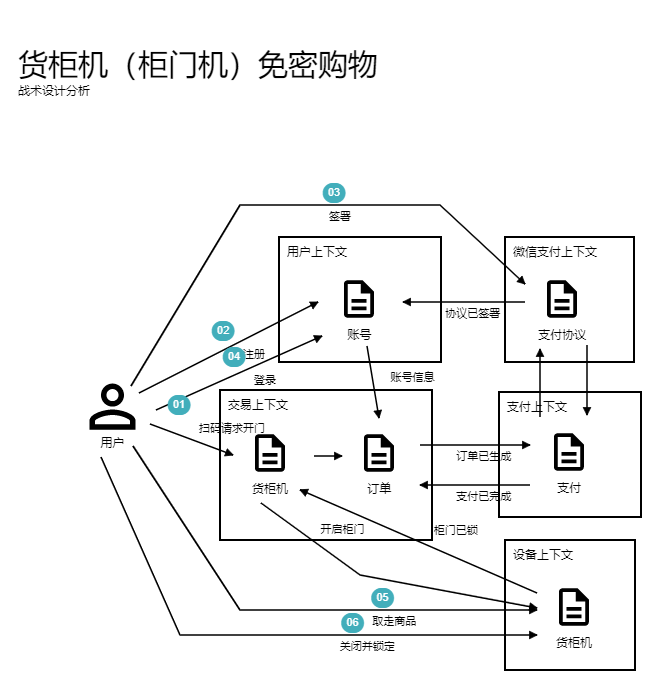 货柜机（柜门机）免密购物
战术设计分析
03
签署
用户上下文
微信支付上下文
02
协议已签署
账号
支付协议
04
注册
登录
账号信息
01
交易上下文
支付上下文
扫码请求开门
用户
订单已生成
货柜机
订单
支付已完成
支付
开启柜门
柜门已锁
设备上下文
05
取走商品
06
关闭并锁定
货柜机